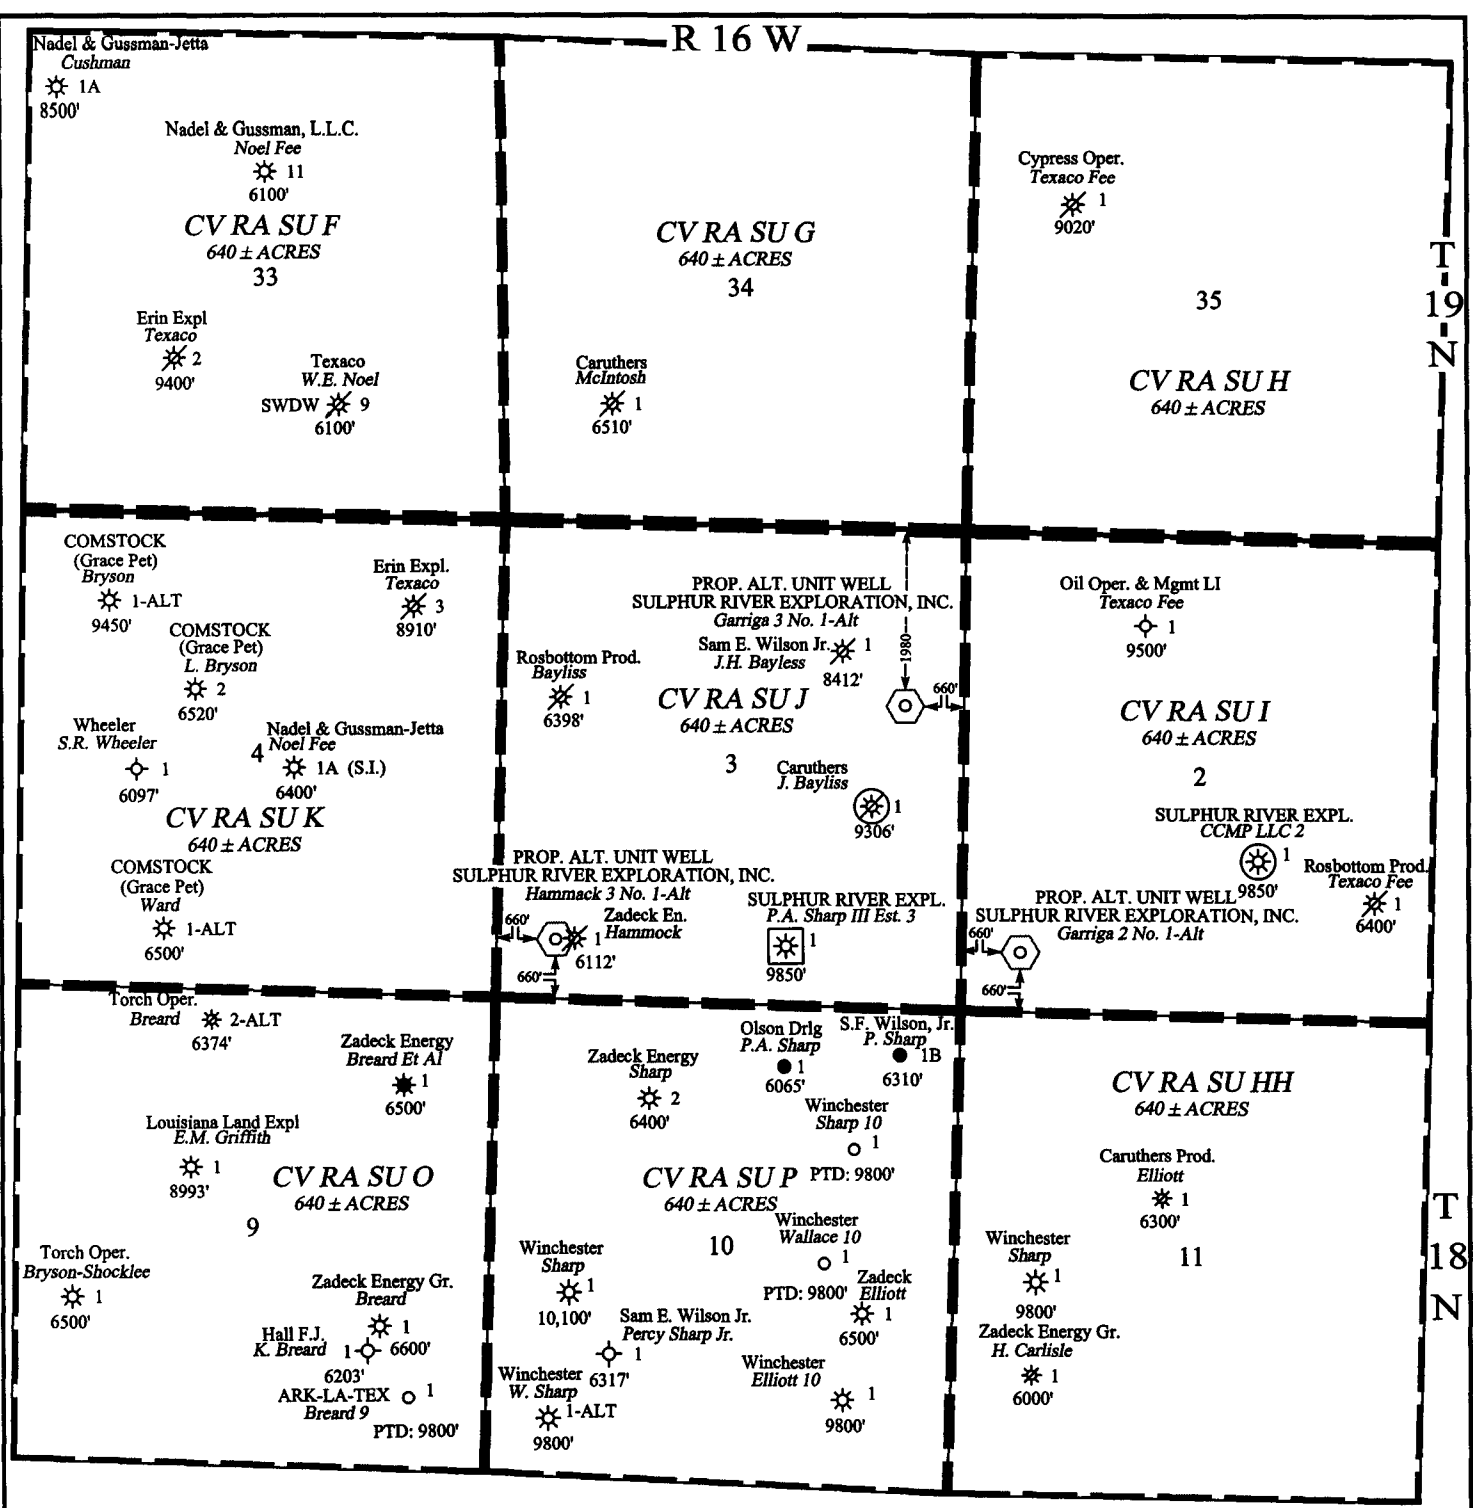 R 16 W
Nadel & Gussman-Jetta
Cushman
1A
8500'
Nadel & Gussman, L.L.C.
Noel Fee
11
6100'
CV RA SU F
640 ± ACRES
33
Erin Expl
Texaco
2
9400'
Texaco
W.E. Noel
SWDW 9
6100'
CV RA SU G
640 ± ACRES
34
Caruthers
McIntosh
1
6510'
Cypress Oper.
Texaco Fee
1
9020'
35
CV RA SU H
640 ± ACRES
T
19
N
COMSTOCK
(Grace Pet)
Bryson
1-ALT
9450'
Erin Expl.
Texaco
3
8910'
COMSTOCK
(Grace Pet)
L. Bryson
2
6520'
Wheeler
S.R. Wheeler
1
6097'
4
Nadel & Gussman-Jetta
Noel Fee
1A (S.I.)
6400'
CV RA SU K
640 ± ACRES
COMSTOCK
(Grace Pet)
Ward
1-ALT
6500'
PROP. ALT. UNIT WELL
SULPHUR RIVER EXPLORATION, INC.
Garriga 3 No. 1-Alt
1980
660'
Sam E. Wilson Jr.
J.H. Bayless
1
8412'
Rosbottom Prod.
Bayliss
1
6398'
CV RA SU J
640 ± ACRES
3
Caruthers
J. Bayliss
1
9306'
PROP. ALT. UNIT WELL
SULPHUR RIVER EXPLORATION, INC.
Hammack 3 No. 1-Alt
660'
660'
Zadeck En.
Hammock
1
6112'
SULPHUR RIVER EXPL.
P.A. Sharp III Est. 3
1
9850'
Oil Oper. & Mgmt LI
Texaco Fee
1
9500'
CV RA SU I
640 ± ACRES
2
SULPHUR RIVER EXPL.
CCMP LLC 2
1
9850'
Rosbottom Prod.
Texaco Fee
1
6400'
PROP. ALT. UNIT WELL
SULPHUR RIVER EXPLORATION, INC.
Garriga 2 No. 1-Alt
660'
660'
Torch Oper.
Breard
2-ALT
6374'
Zadeck Energy
Breard Et Al
1
6500'
Louisiana Land Expl
E.M. Griffith
1
8993'
CV RA SU O
640 ± ACRES
9
Torch Oper.
Bryson-Shocklee
1
6500'
Zadeck Energy Gr.
Breard
1
6600'
Hall F.J.
K. Breard
1
6203'
ARK-LA-TEX
Breard 9
1
PTD: 9800'
Zadeck Energy
Sharp
2
6400'
Olson Drlg
P.A. Sharp
1
6065'
S.F. Wilson, Jr.
P. Sharp
1B
6310'
Winchester
Sharp 10
1
PTD: 9800'
CV RA SU P
640 ± ACRES
10
Winchester
Wallace 10
1
PTD: 9800'
Winchester
Sharp
1
10,100'
Zadeck
Elliott
1
6500'
Sam E. Wilson Jr.
Percy Sharp Jr.
1
6317'
Winchester
W. Sharp
1-ALT
9800'
Winchester
Elliott 10
1
9800'
CV RA SU HH
640 ± ACRES
Caruthers Prod.
Elliott
1
6300'
11
Winchester
Sharp
1
9800'
Zadeck Energy Gr.
H. Carlisle
1
6000'
T
18
N